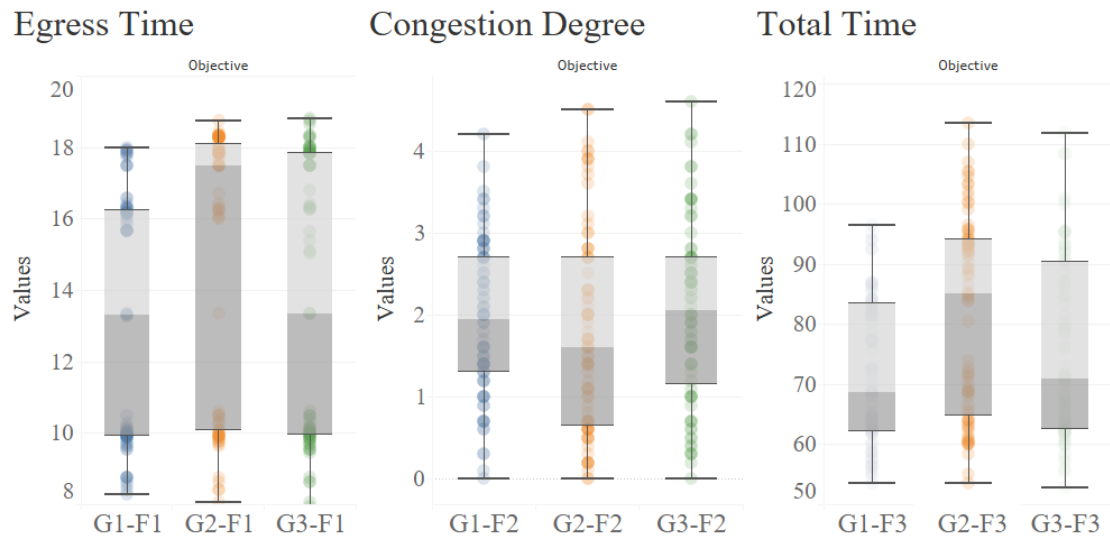 Egress Time
Congestion Degree
Total Time
Objective
Objective
Objective
Values
20
18
16
14
12
10
8
G1-F1
G2-F1
G3-F1
Values
4
3
2
1
0
G1-F2
G2-F2
G3-F2
Values
120
110
100
90
80
70
60
50
G1-F3
G2-F3
G3-F3